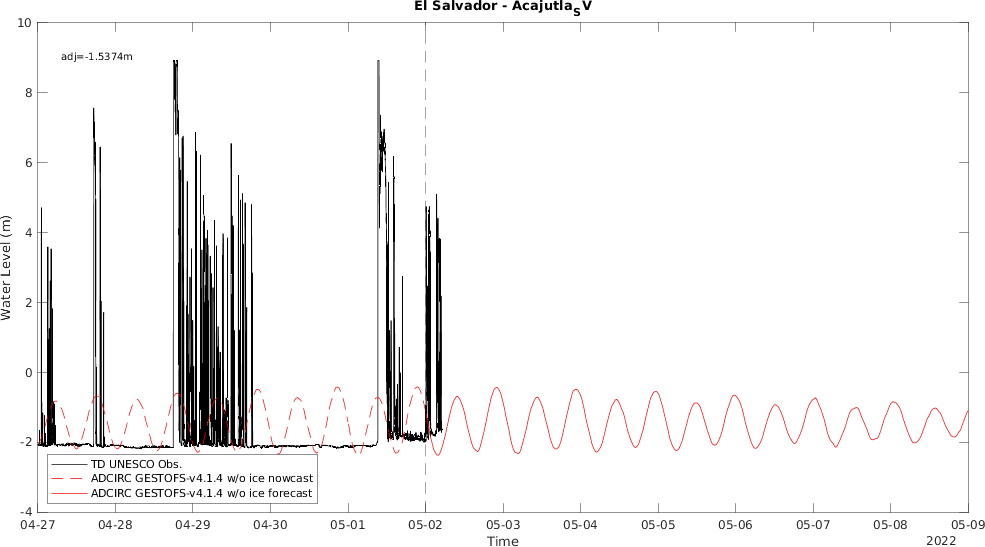 El Salvador - AcajutlaSV
adj=-1.5374m
10
8
6
4
2
0
-2
-4
Water Level (m)
TD UNESCO Obs.
ADCIRC GESTOFS-v4.1.4 w/o ice nowcast
ADCIRC GESTOFS-v4.1.4 w/o ice forecast
04-27 04-28 04-29 04-30 05-01 05-02 05-03 05-04 05-05 05-06 05-07 05-08 05-09
Time
2022